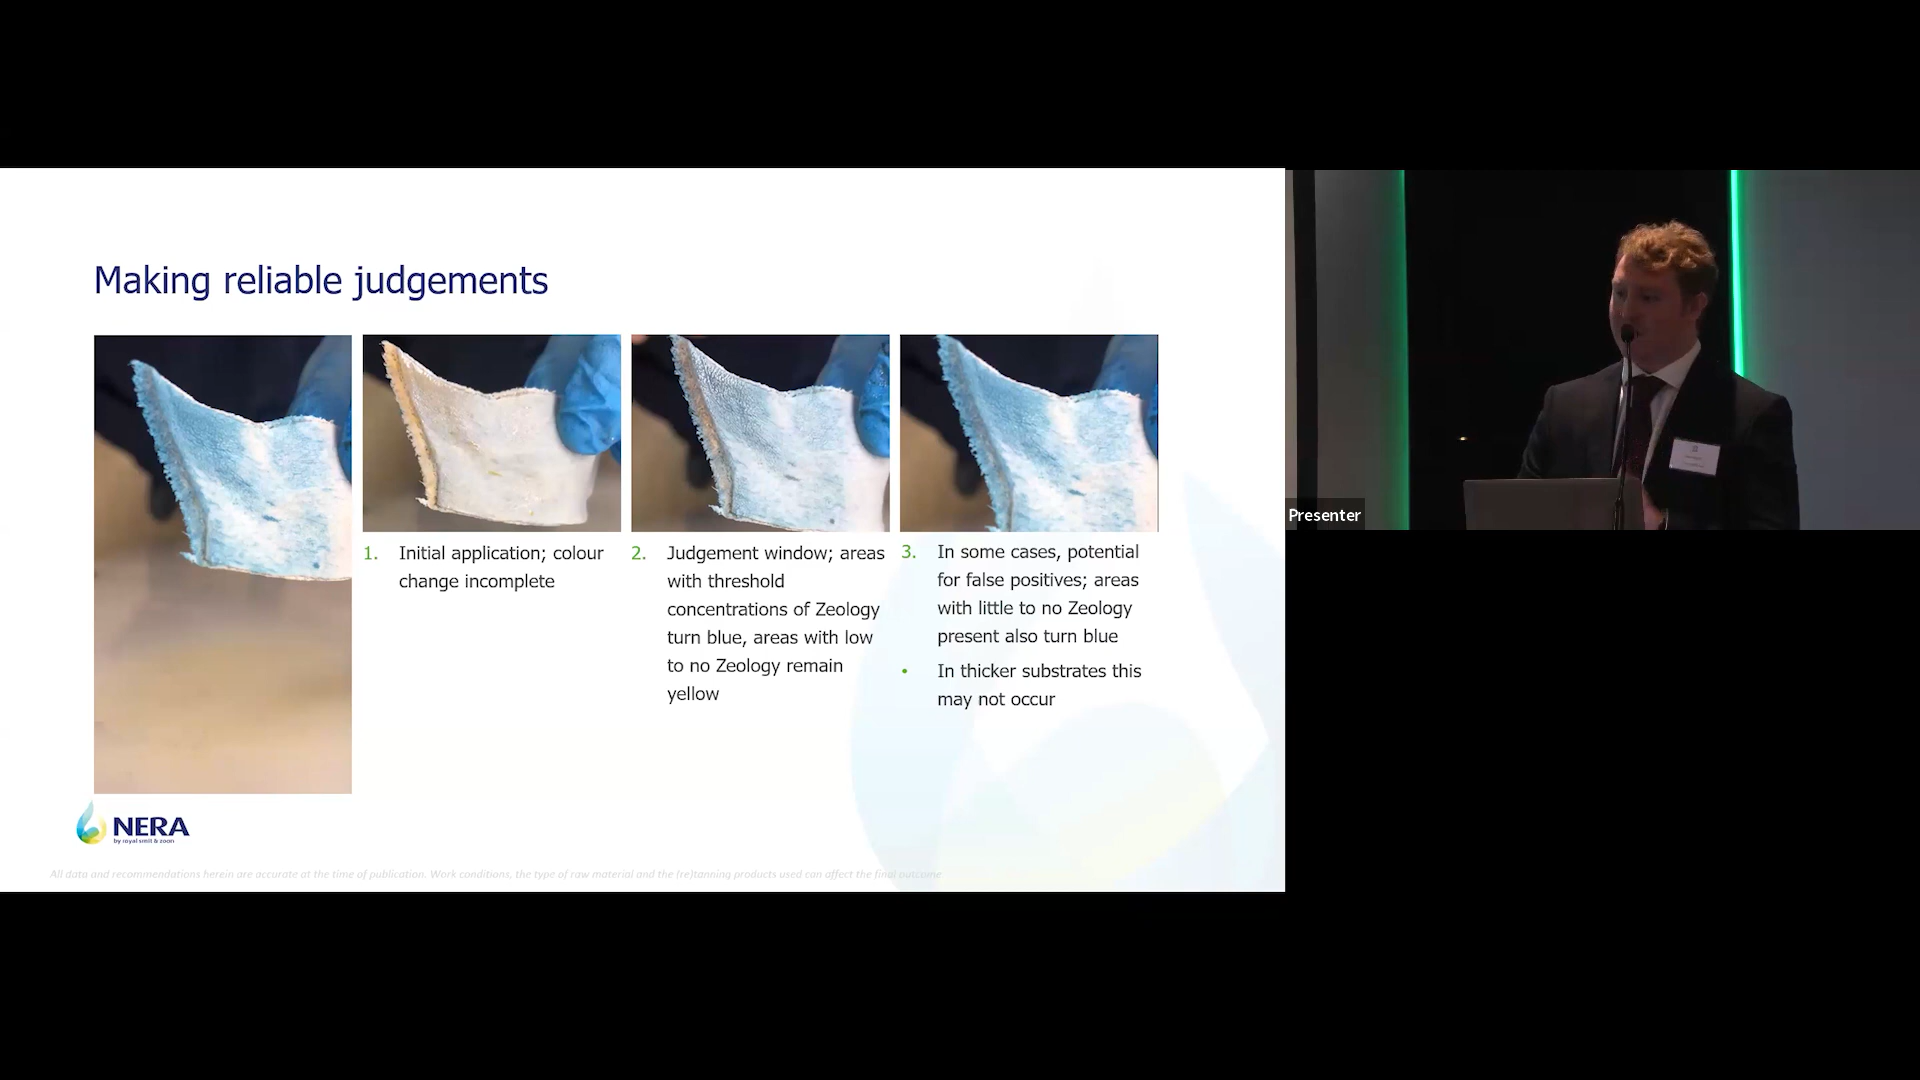 Making reliable judgements
1. Initial application; colour
change incomplete
2. Judgement window; areas
with threshold
concentrations of Zeology
turn blue, areas with low
to no Zeology remain
yellow
3. In some cases, potential
for false positives; areas
with little to no Zeology
present also turn blue
• In thicker substrates this
may not occur
NERA
by royal smit & zoon
All data and recommendations herein are accurate at the time of publication. Work conditions, the type of raw material and the (re)tanning products used can affect the final outcome
Presenter